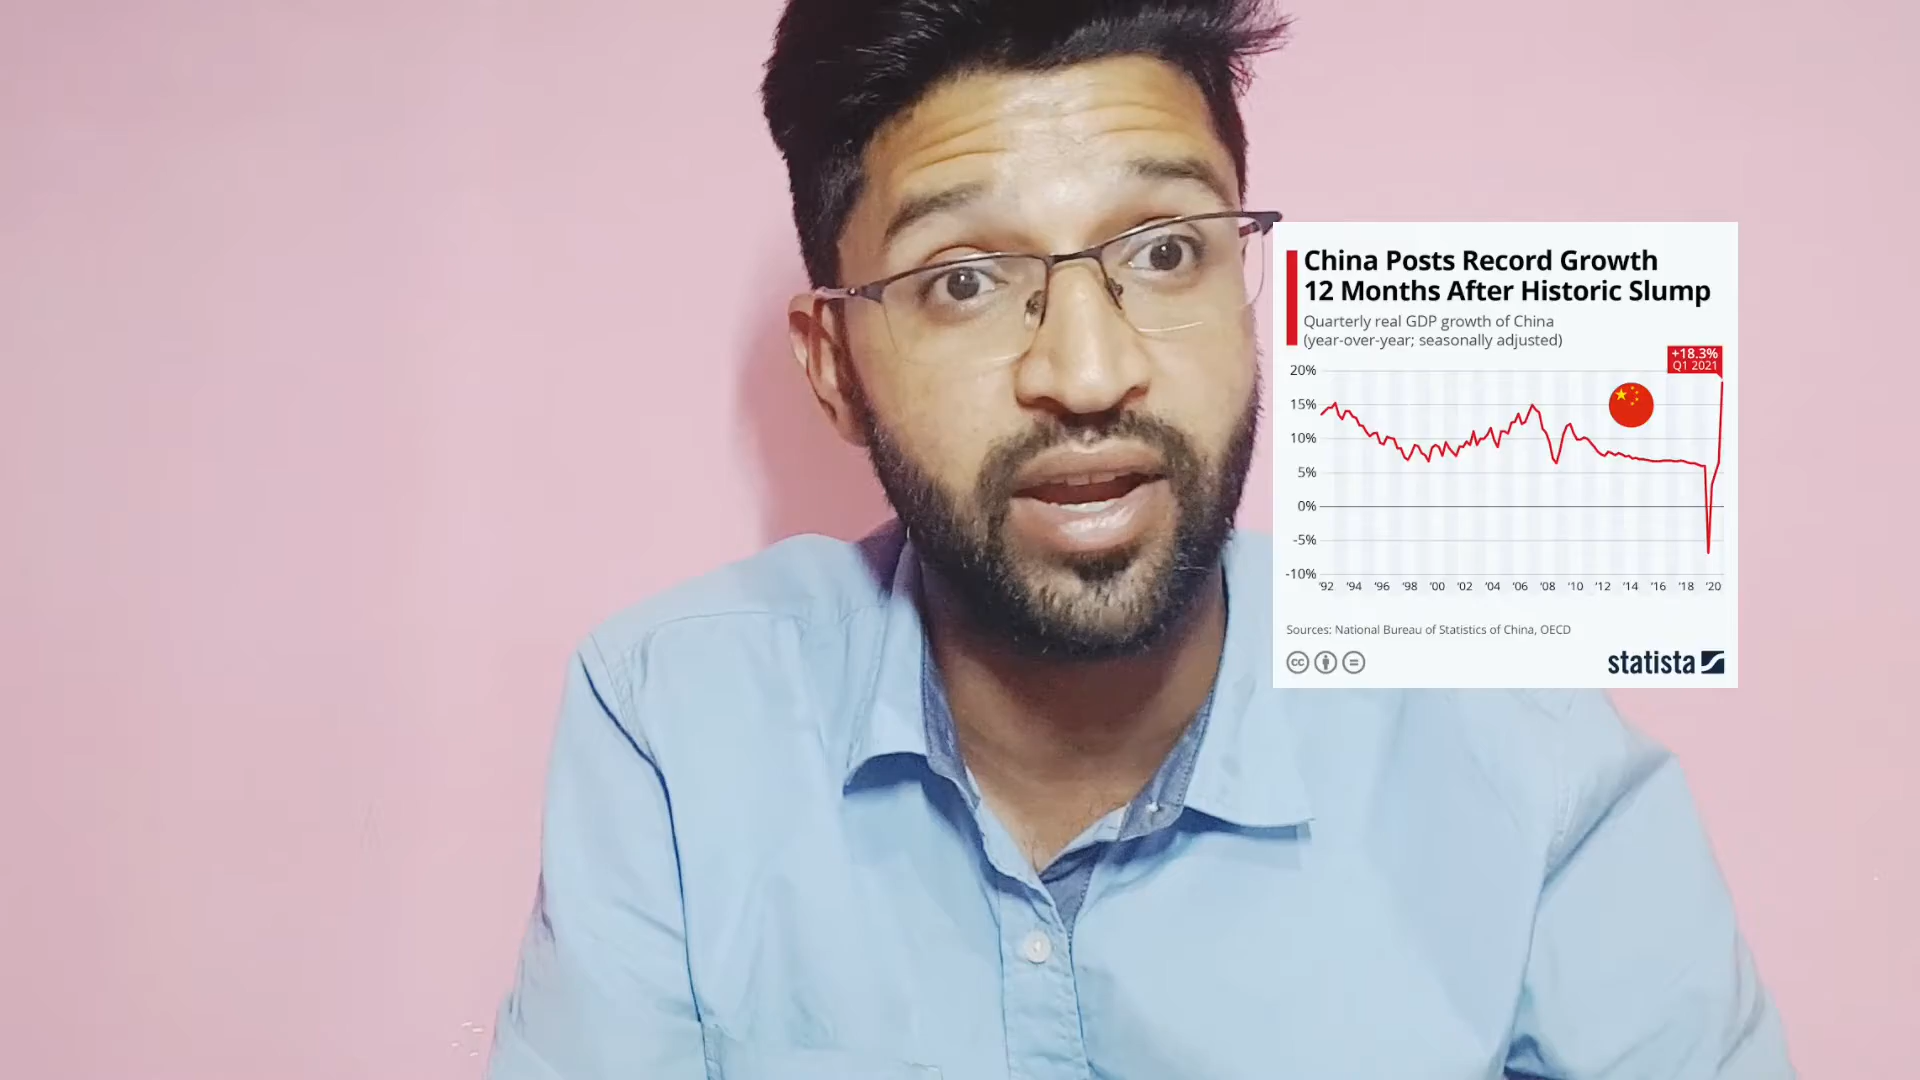 China Posts Record Growth
12 Months After Historic Slump
Quarterly real GDP growth of China
(year-over-year; seasonally adjusted)
+18.3%
Q1 2021
20%
15%
10%
5%
0%
-5%
-10%
'92 '94 '96 '98 '00 '02 '04 '06 '08 '10 '12 '14 '16 '18 '20
Sources: National Bureau of Statistics of China, OECD
cc
statista